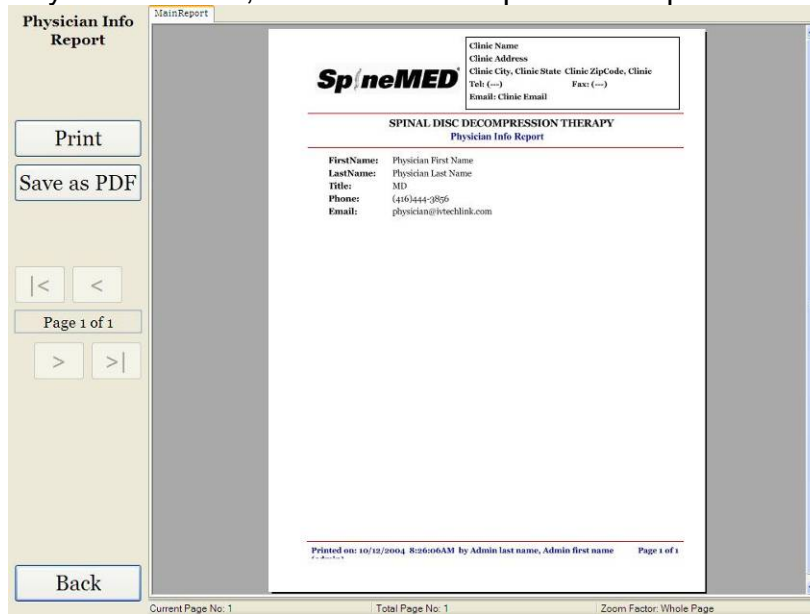 Physician Info
Report
Print
Save as PDF
|< <
Page 1 of 1
> >|
Back
MainReport
SpineMED
Clinic Name
Clinic Address
Clinic City, Clinic State Clinic ZipCode, Clinic
Tel: (---) Fax: (---)
Email: Clinic Email
SPINAL DISC DECOMPRESSION THERAPY
Physician Info Report
FirstName: Physician First Name
LastName: Physician Last Name
Title: MD
Phone: (416)444-3856
Email: physician@ivtechlink.com
Printed on: 10/12/2004 8:26:06AM by Admin last name, Admin first name Page 1 of 1
Current Page No: 1 Total Page No: 1 Zoom Factor: Whole Page